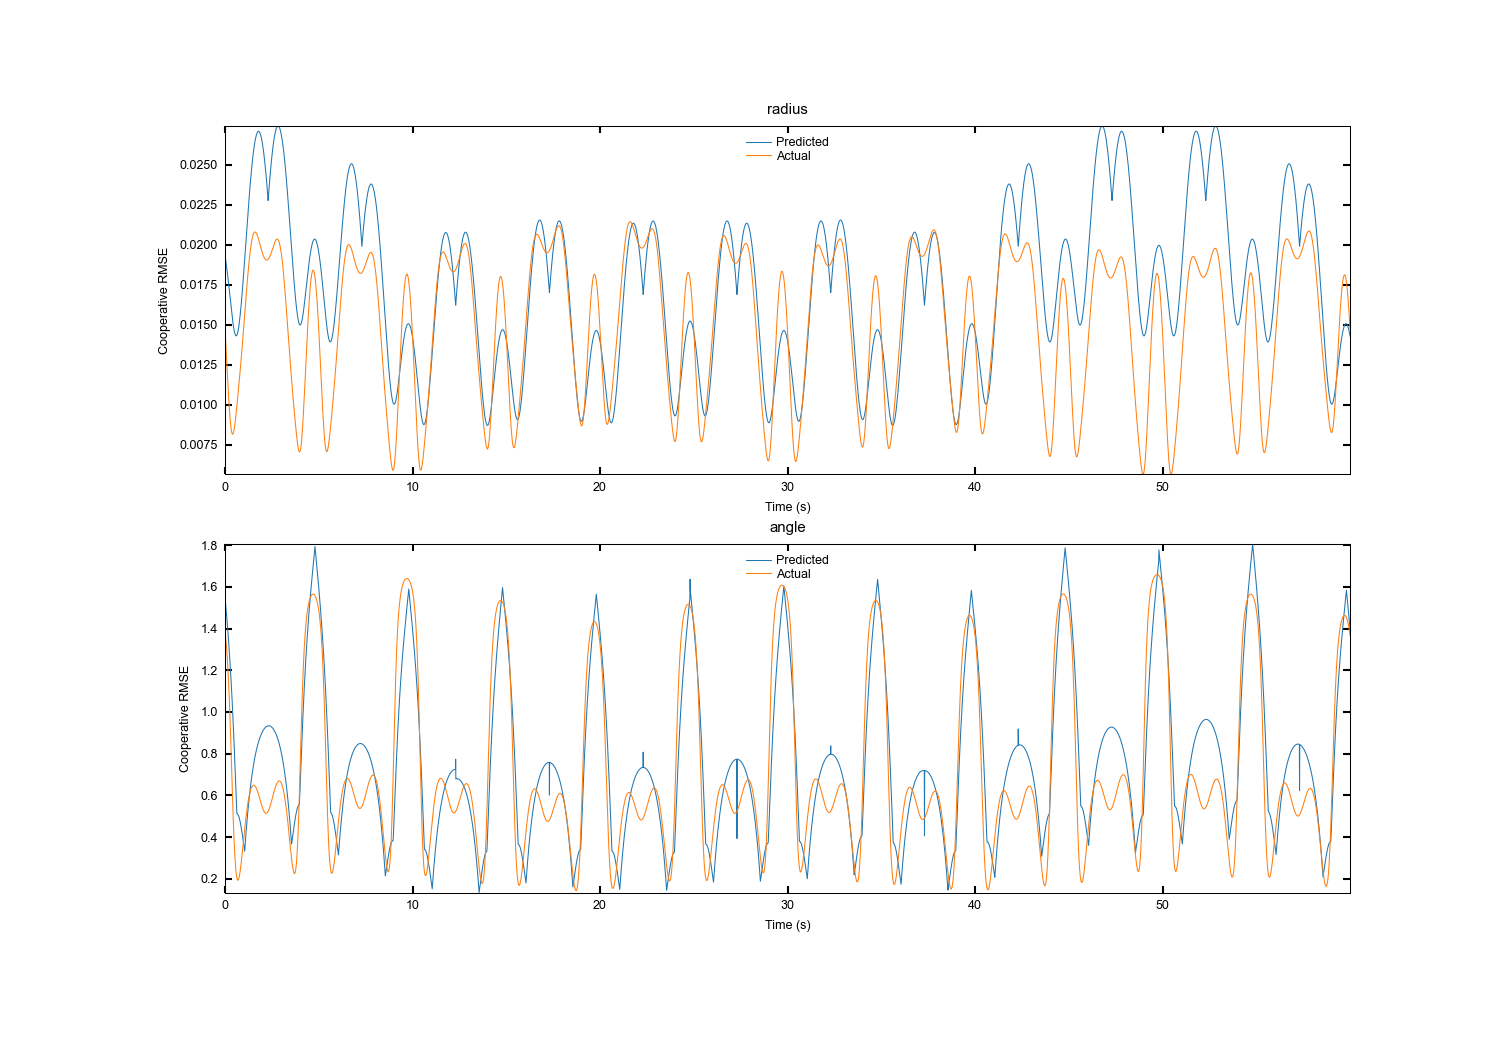 radius
Predicted
Actual
Cooperative RMSE
0.0250
0.0225
0.0200
0.0175
0.0150
0.0125
0.0100
0.0075
0 10 20 30 40 50
Time (s)
angle
Predicted
Actual
Cooperative RMSE
1.8
1.6
1.4
1.2
1.0
0.8
0.6
0.4
0.2
0 10 20 30 40 50
Time (s)